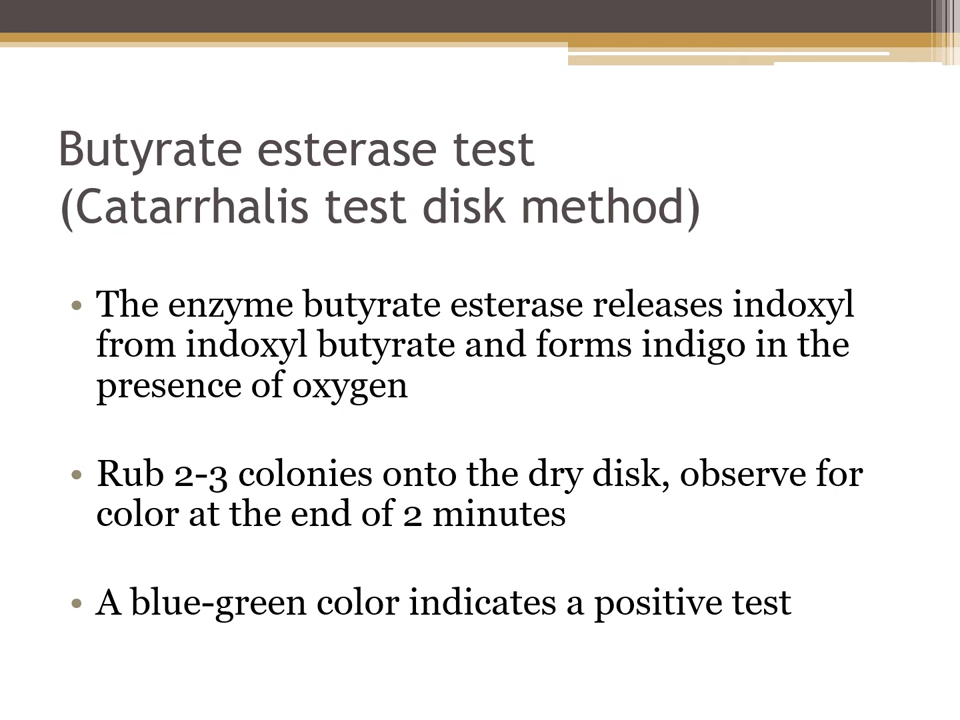 Butyrate esterase test
(Catarrhalis test disk method)
• The enzyme butyrate esterase releases indoxyl
from indoxyl butyrate and forms indigo in the
presence of oxygen
• Rub 2-3 colonies onto the dry disk, observe for
color at the end of 2 minutes
• A blue-green color indicates a positive test